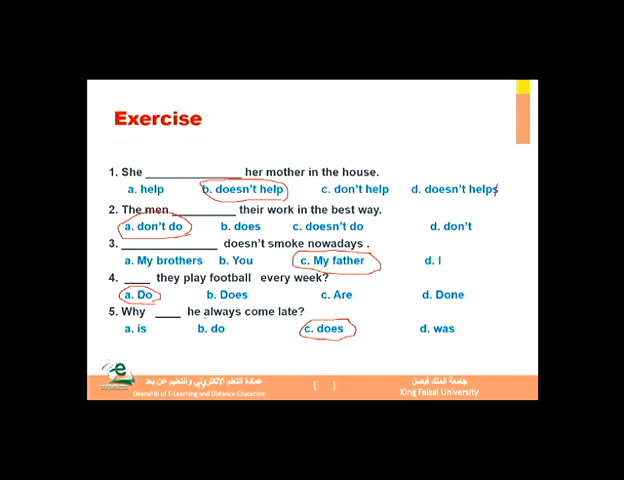 Exercise
1. She ________________ her mother in the house.
a. help b. doesn't help c. don't help d. doesn't helps
2. The men ___________ their work in the best way.
a. don't do b. does c. doesn't do d. don't
3. ________________ doesn't smoke nowadays .
a. My brothers b. You c. My father d. I
4. ____ they play football every week?
a. Do b. Does c. Are d. Done
5. Why ____ he always come late?
a. is b. do c. does d. was
e
عمادة التعلم الإلكتروني والتعليم عن بعد [ ] جامعة الملك فيصل
Deanship of E-Learning and Distance Education King Faisal University